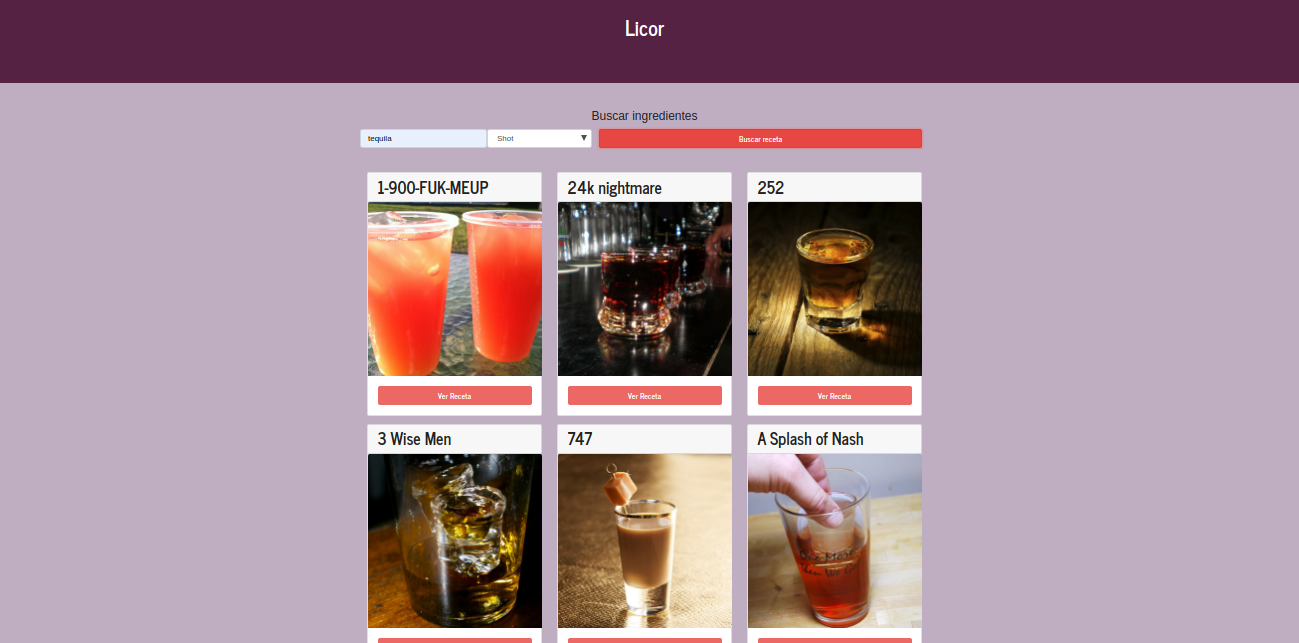 Licor
Buscar ingredientes
tequila
Shot
Buscar receta
1-900-FUK-MEUP
24k nightmare
252
Ver Receta
Ver Receta
Ver Receta
3 Wise Men
747
A Splash of Nash